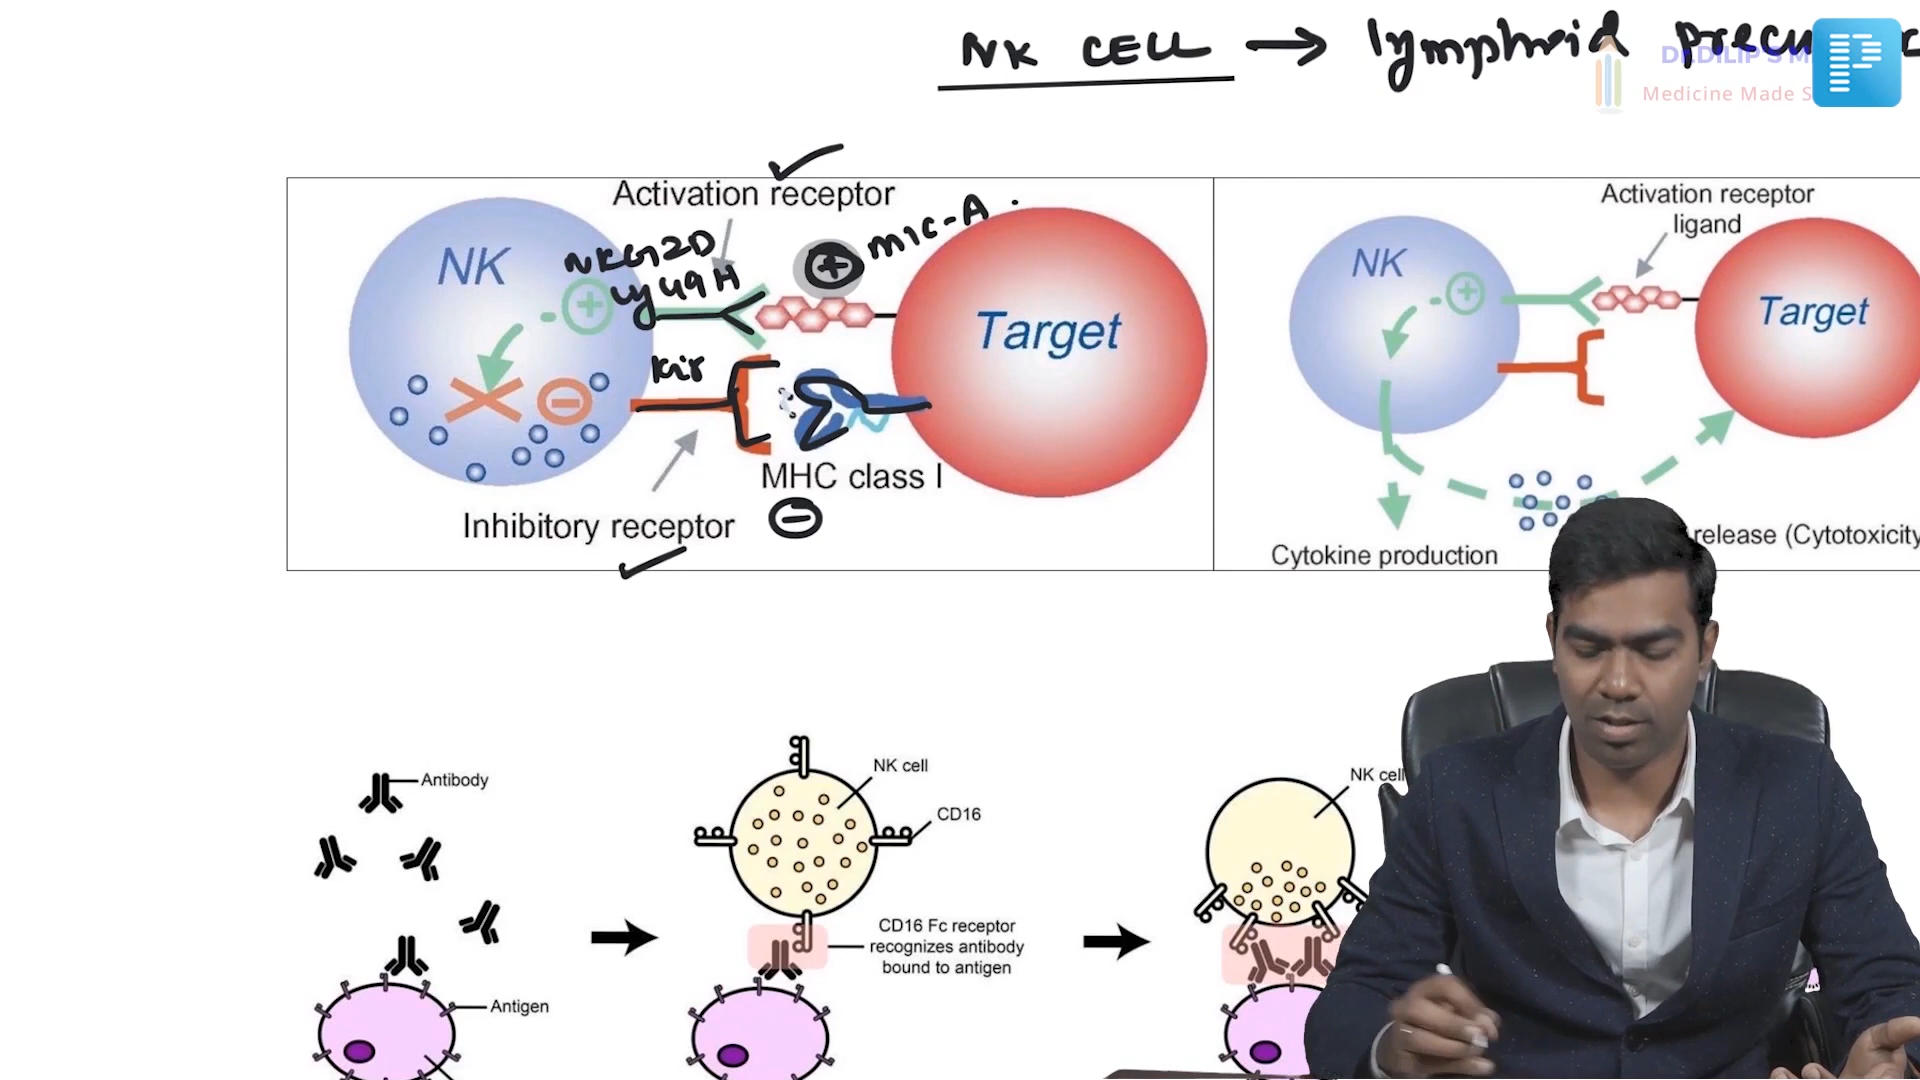 NK CELL → lymphoid precu
DR.DILIP'S M
Medicine Made S
Activation receptor
NK
NKG2D
Ly49H
+
+
MIC-A
Target
Kir
−
MHC class I
−
Inhibitory receptor
Activation receptor
ligand
NK
+
Target
release (Cytotoxicity
Cytokine production
Antibody
Antigen
NK cell
CD16
CD16 Fc receptor
recognizes antibody
bound to antigen
NK cell